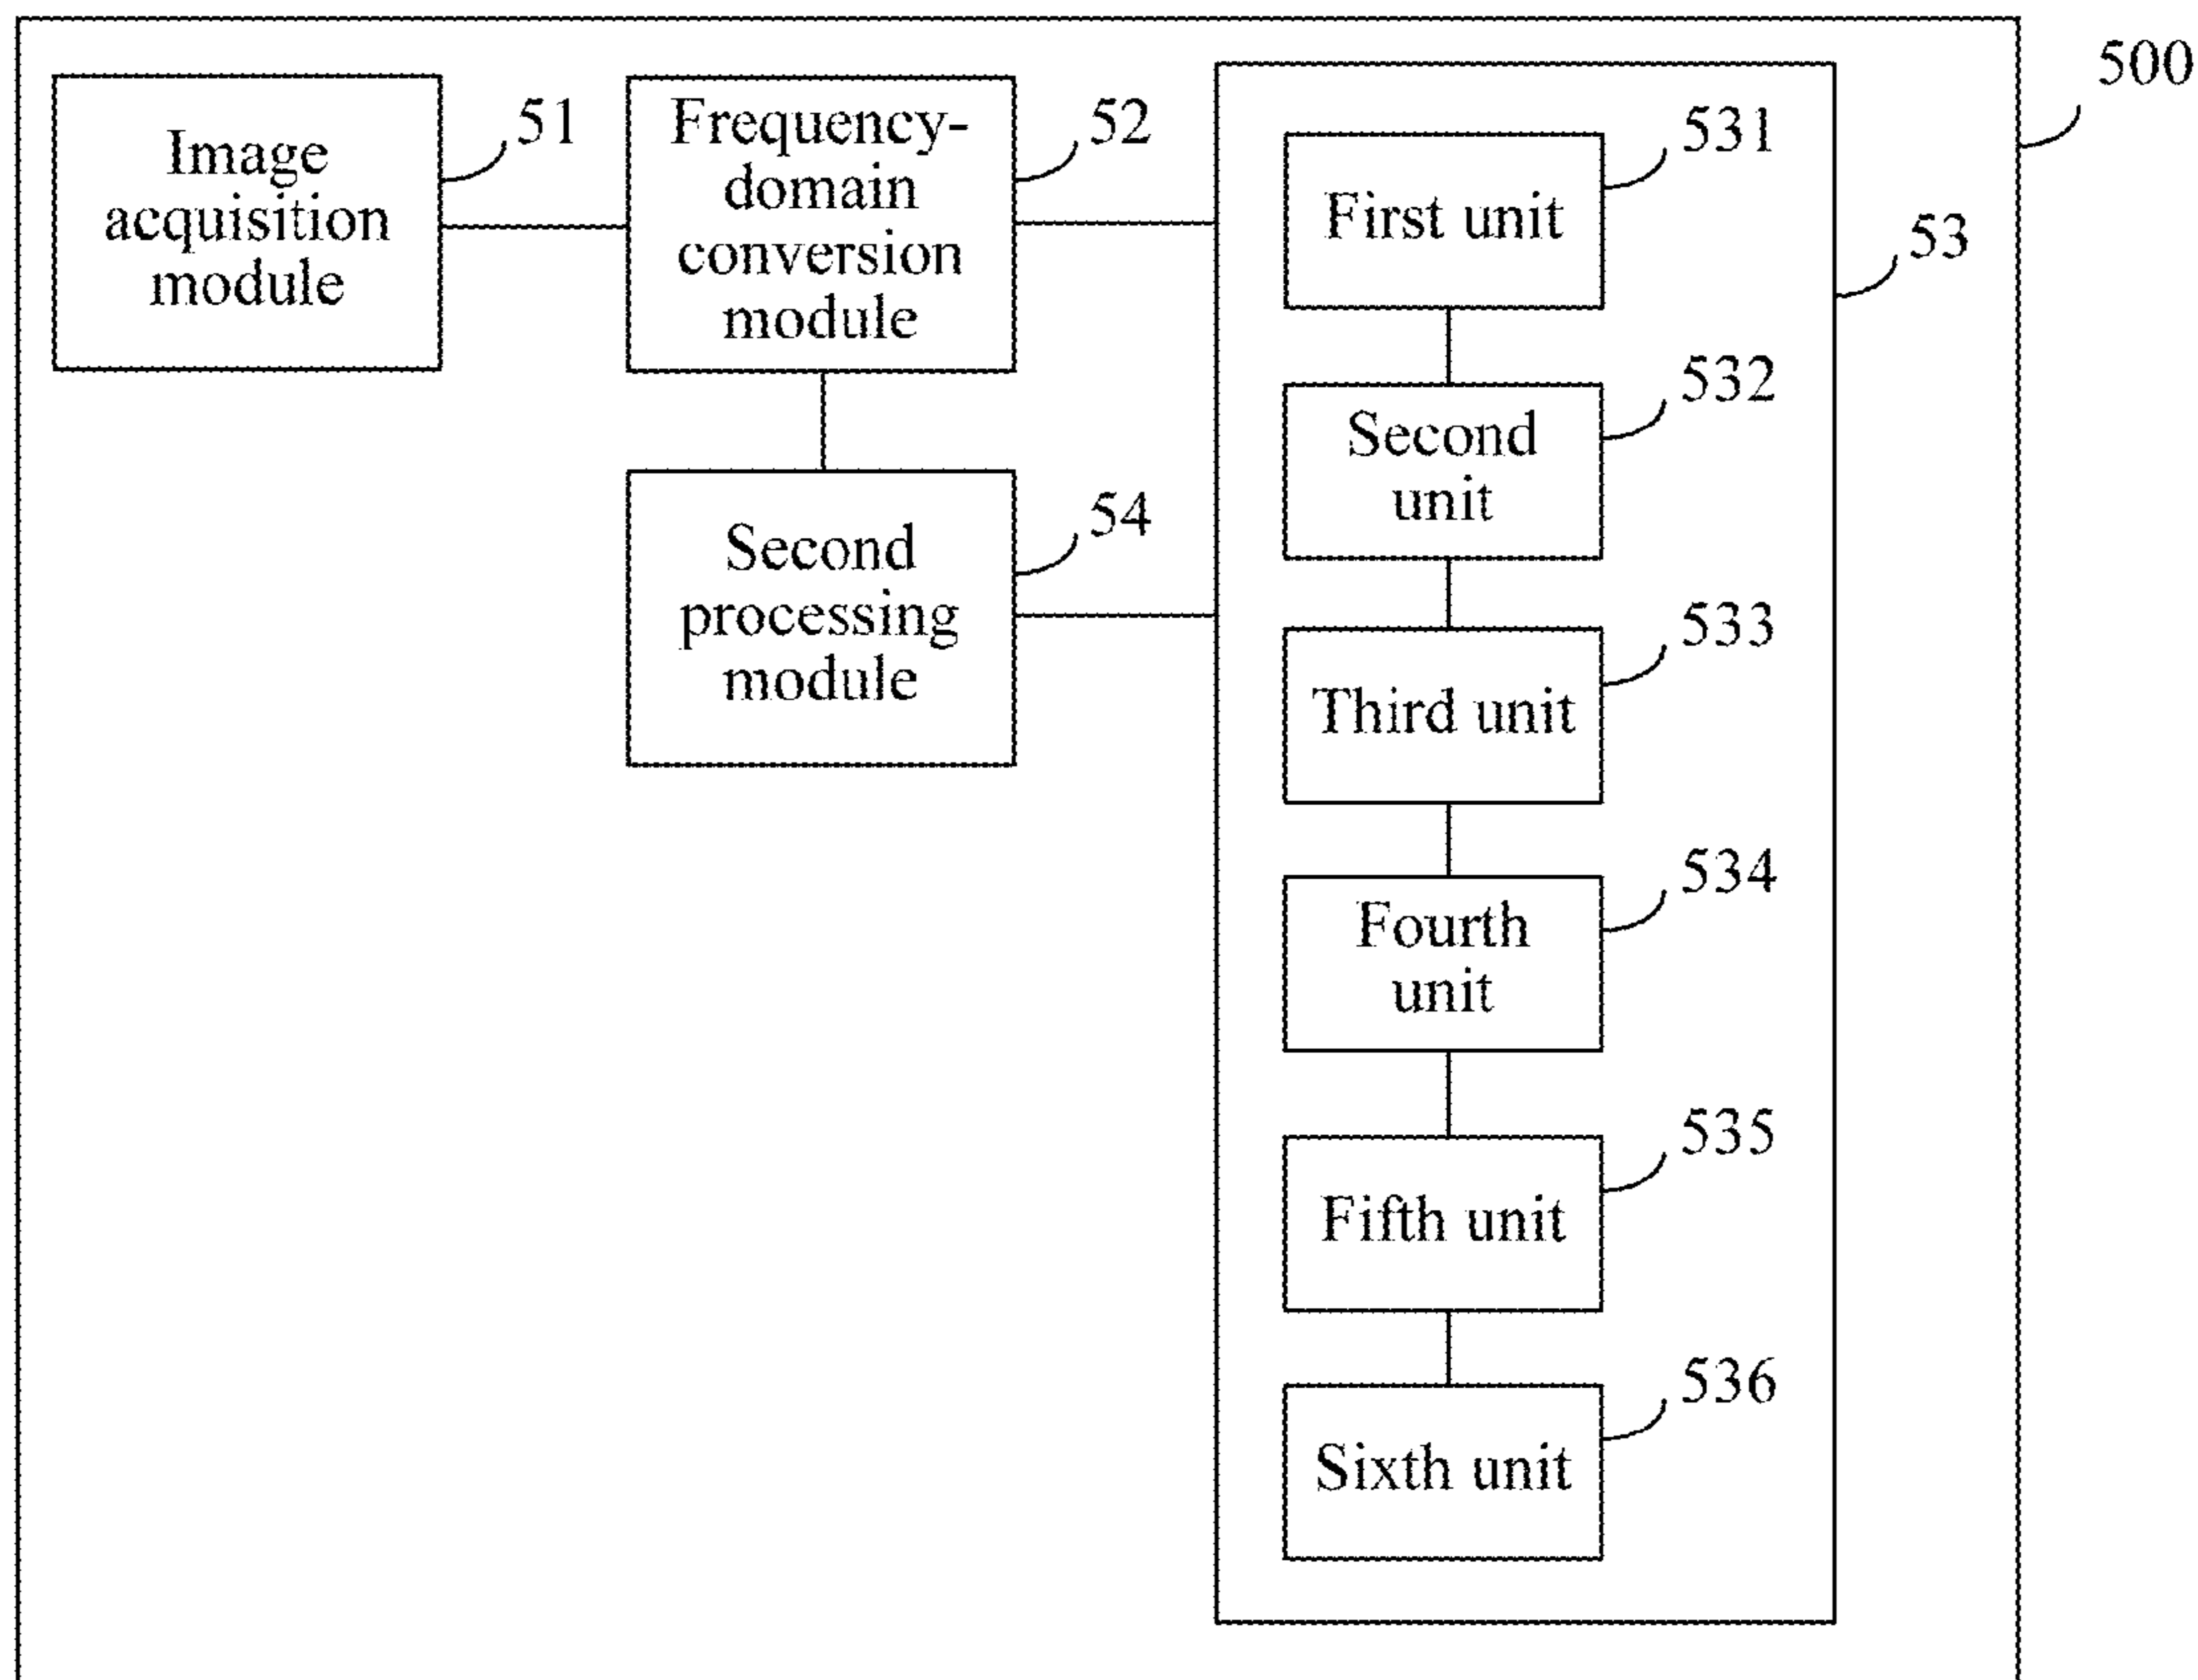 500
Image
acquisition
module
51
Frequency-
domain
conversion
module
52
Second
processing
module
54
53
First unit
531
Second
unit
532
Third unit
533
Fourth
unit
534
Fifth unit
535
Sixth unit
536